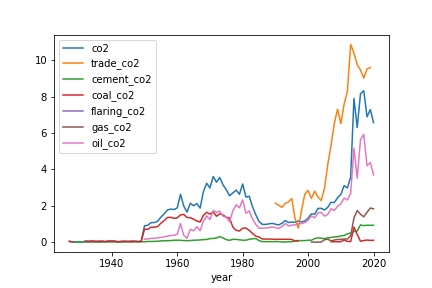 co2
trade_co2
cement_co2
coal_co2
flaring_co2
gas_co2
oil_co2
10
8
6
4
2
0
1940
1960
1980
2000
2020
year